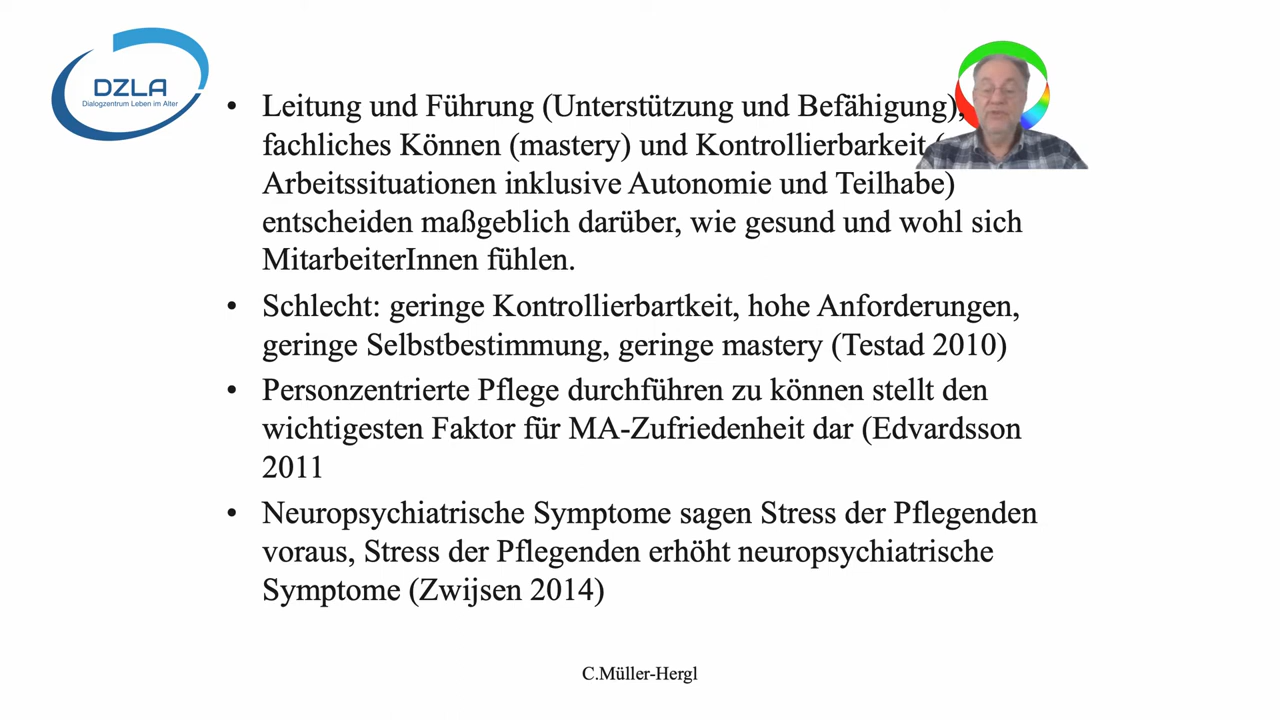 DZLA
Dialogzentrum Leben im Alter
• Leitung und Führung (Unterstützung und Befähigung),
fachliches Können (mastery) und Kontrollierbarkeit (
Arbeitssituationen inklusive Autonomie und Teilhabe)
entscheiden maßgeblich darüber, wie gesund und wohl sich
MitarbeiterInnen fühlen.
• Schlecht: geringe Kontrollierbartkeit, hohe Anforderungen,
geringe Selbstbestimmung, geringe mastery (Testad 2010)
• Personzentrierte Pflege durchführen zu können stellt den
wichtigesten Faktor für MA-Zufriedenheit dar (Edvardsson
2011
• Neuropsychiatrische Symptome sagen Stress der Pflegenden
voraus, Stress der Pflegenden erhöht neuropsychiatrische
Symptome (Zwijsen 2014)
C.Müller-Hergl